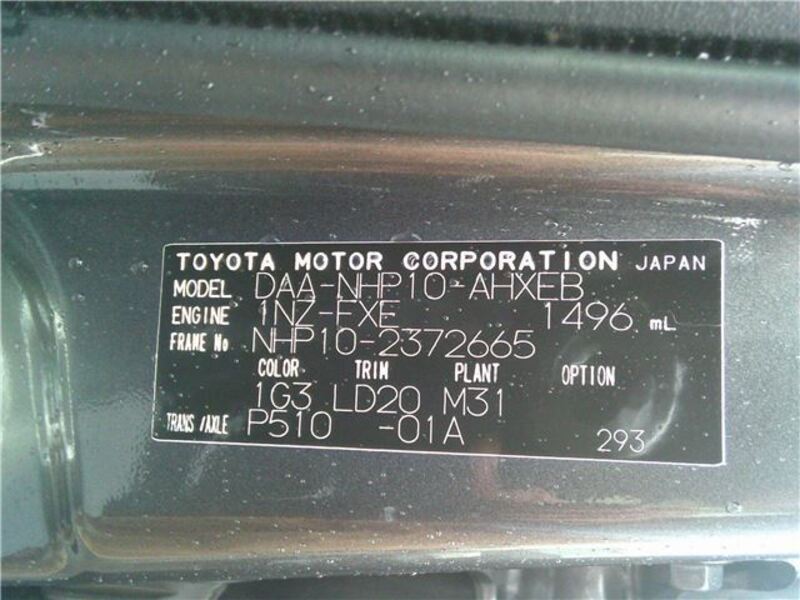 TOYOTA MOTOR CORPORATION JAPAN
MODEL DAA-NHP10-AHXEB
ENGINE 1NZ-FXE 1496 mL
FRAME No NHP10-2372665
COLOR TRIM PLANT OPTION
1G3 LD20 M31
TRANS/AXLE P510 -01A
293